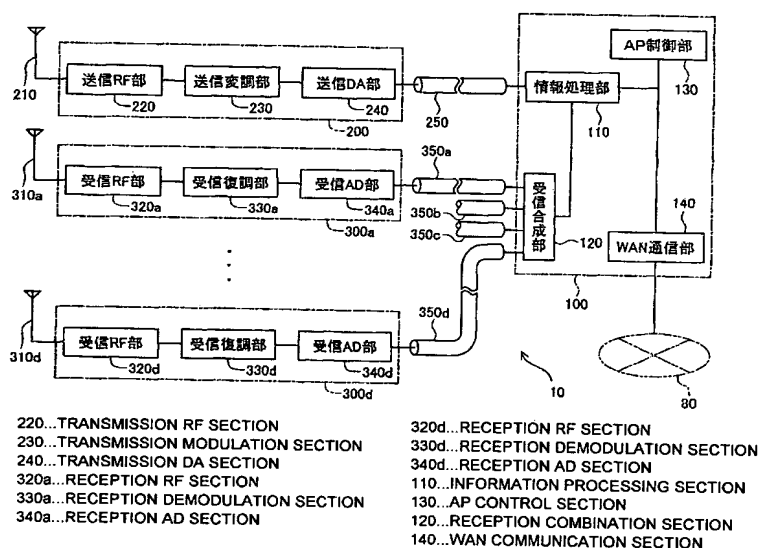 AP制御部
130
210
送信RF部
送信変調部
送信DA部
情報処理部
220
230
240
200
250
110
310a
受信RF部
受信復調部
受信AD部
350a
320a
330a
340a
300a
350b
350c
受信合成部
120
140
WAN通信部
100
310d
受信RF部
受信復調部
受信AD部
350d
320d
330d
340d
300d
10
80
220...TRANSMISSION RF SECTION
230...TRANSMISSION MODULATION SECTION
240...TRANSMISSION DA SECTION
320a...RECEPTION RF SECTION
330a...RECEPTION DEMODULATION SECTION
340a...RECEPTION AD SECTION
320d...RECEPTION RF SECTION
330d...RECEPTION DEMODULATION SECTION
340d...RECEPTION AD SECTION
110...INFORMATION PROCESSING SECTION
130...AP CONTROL SECTION
120...RECEPTION COMBINATION SECTION
140...WAN COMMUNICATION SECTION